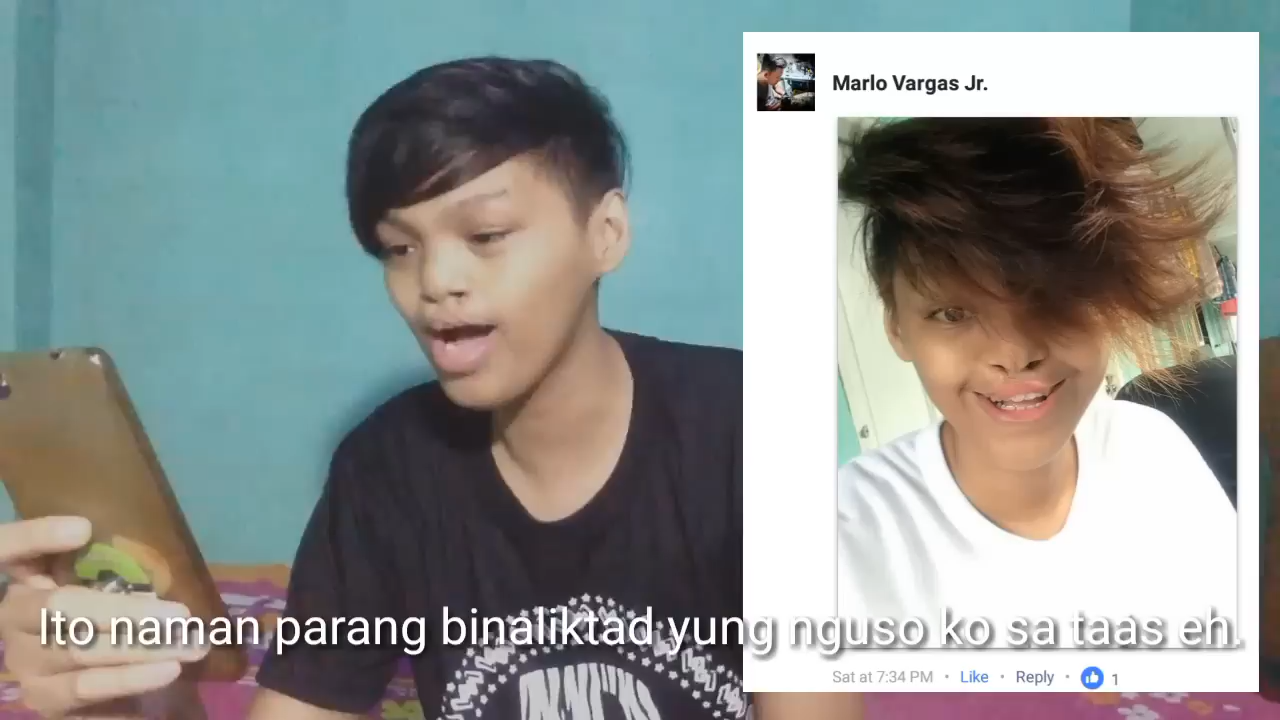 Marlo Vargas Jr.
Ito naman parang binaliktad yung nguso ko sa taas eh.
Sat at 7:34 PM • Like • Reply • 1